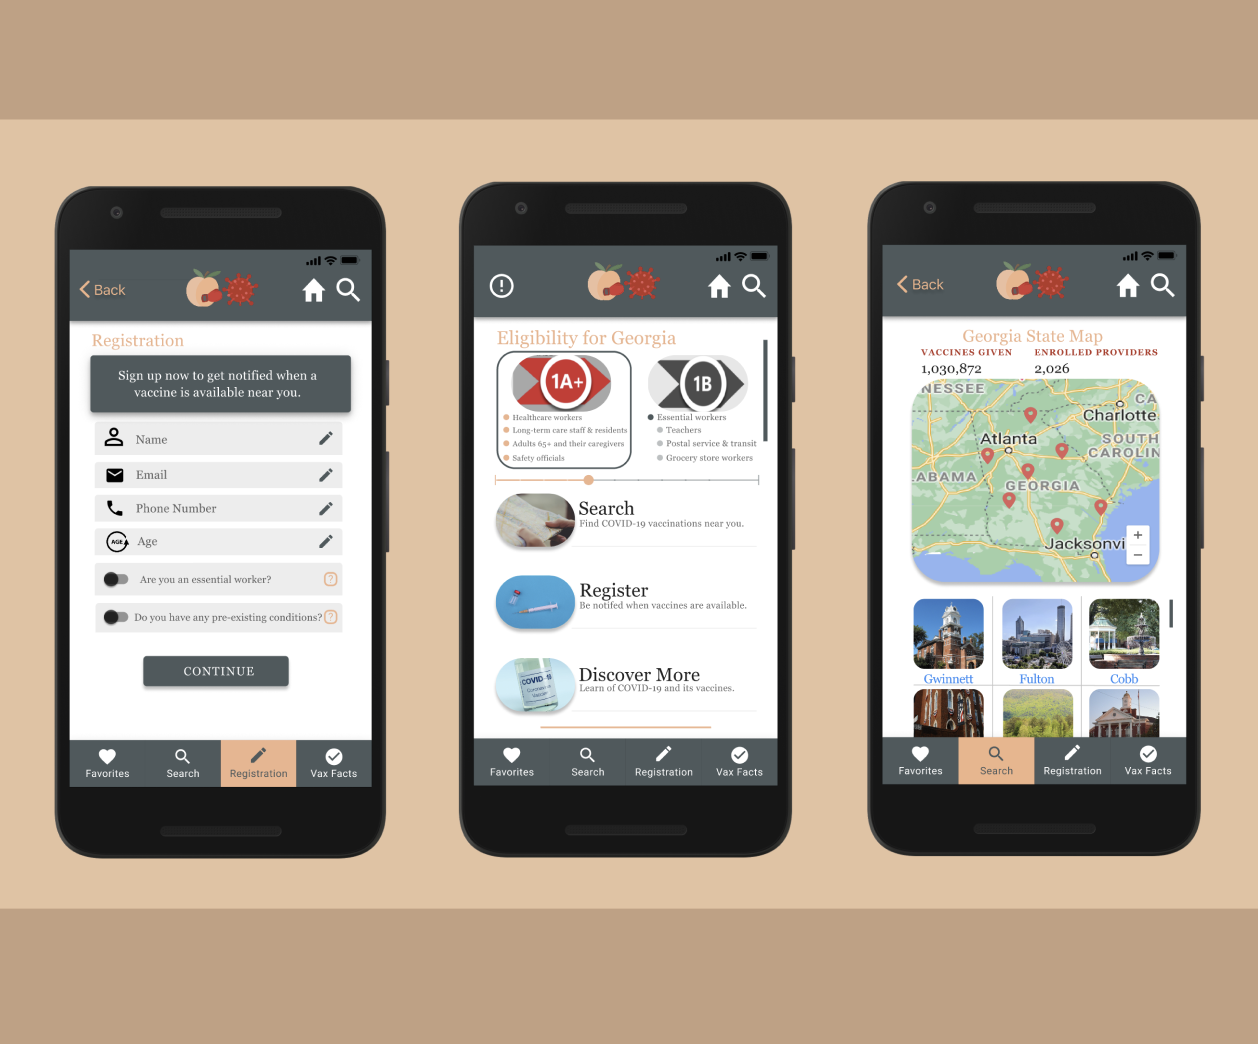 Back
Registration
Sign up now to get notified when a
vaccine is available near you.
Name
Email
Phone Number
AGE
Age
Are you an essential worker?
?
Do you have any pre-existing conditions?
?
CONTINUE
Favorites
Search
Registration
Vax Facts
Eligibility for Georgia
1A+
Healthcare workers
Long-term care staff & residents
Adults 65+ and their caregivers
Safety officials
1B
Essential workers
Teachers
Postal service & transit
Grocery store workers
Search
Find COVID-19 vaccinations near you.
Register
Be notifed when vaccines are available.
COVID-19
Coronavirus
Vaccine
Discover More
Learn of COVID-19 and its vaccines.
Favorites
Search
Registration
Vax Facts
Back
Georgia State Map
VACCINES GIVEN ENROLLED PROVIDERS
1,030,872 2,026
NESSEE
CA
Charlotte
Atlanta
SOUTH
CAROLIN
ABAMA
GEORGIA
Jacksonvi
+
−
Gwinnett Fulton Cobb
Favorites
Search
Registration
Vax Facts